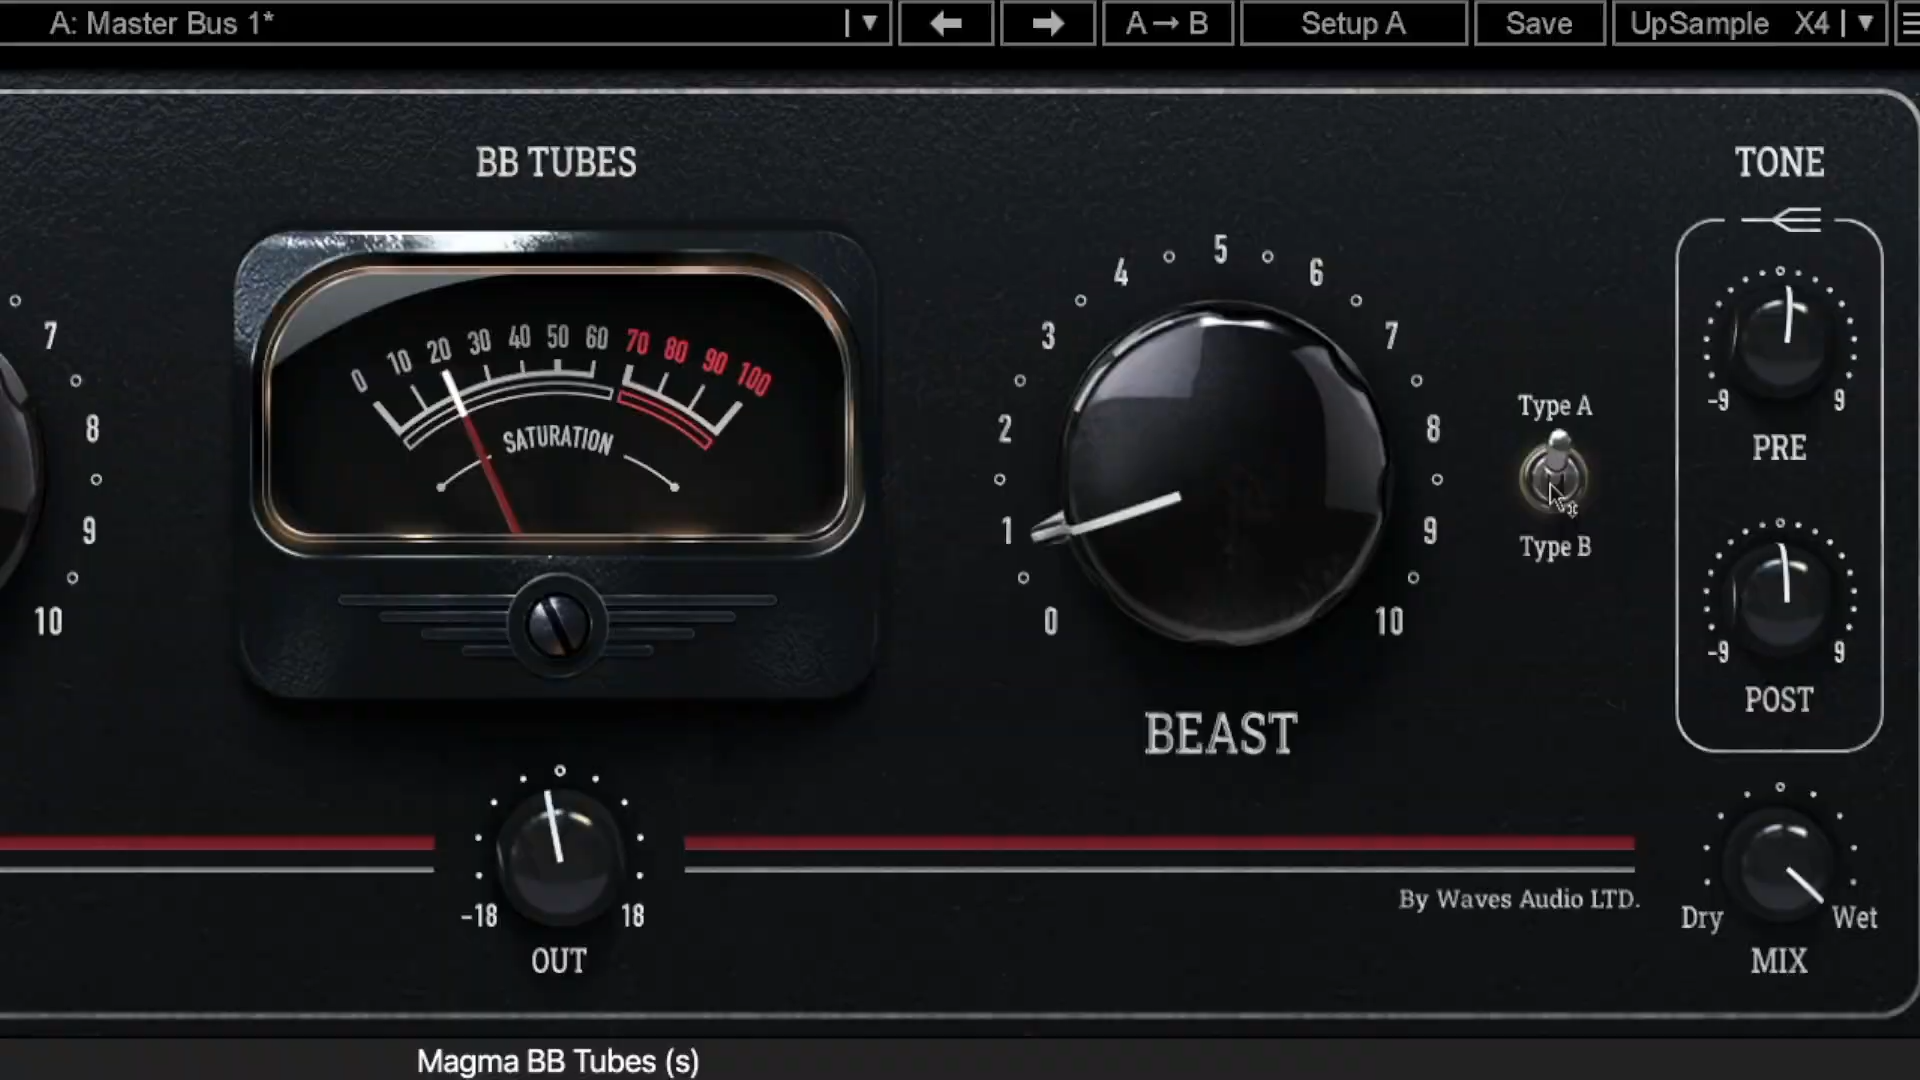 A: Master Bus 1*
A→B
Setup A
Save
UpSample X4
BB TUBES
TONE
0 10 20 30 40 50 60 70 80 90 100
SATURATION
7
8
9
10
0
1
2
3
4
5
6
7
8
9
10
BEAST
Type A
Type B
-9 9
PRE
-9 9
POST
-18 18
OUT
By Waves Audio LTD.
Dry Wet
MIX
Magma BB Tubes (s)